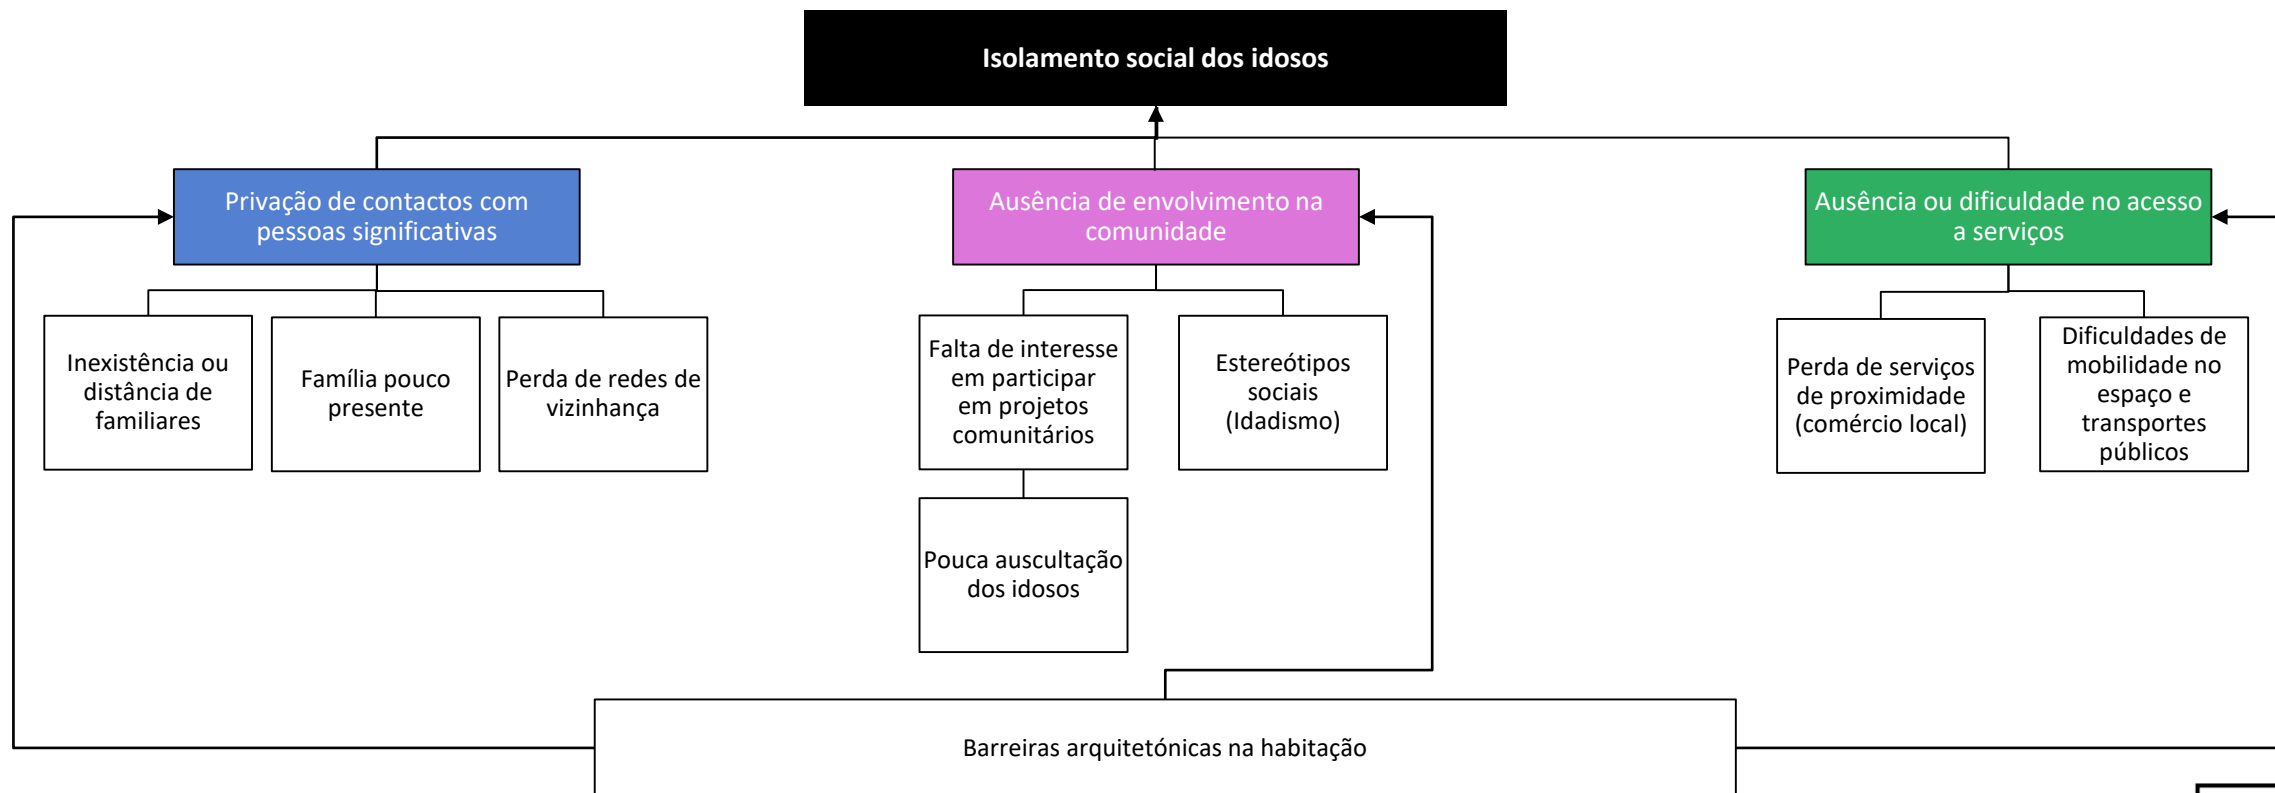 Isolamento social dos idosos
Privação de contactos com
pessoas significativas
Ausência de envolvimento na
comunidade
Ausência ou dificuldade no acesso
a serviços
Inexistência ou
distância de
familiares
Família pouco
presente
Perda de redes de
vizinhança
Falta de interesse
em participar
em projetos
comunitários
Estereótipos
sociais
(Idadismo)
Perda de serviços
de proximidade
(comércio local)
Dificuldades de
mobilidade no
espaço e
transportes
públicos
Pouca auscultação
dos idosos
Barreiras arquitetónicas na habitação